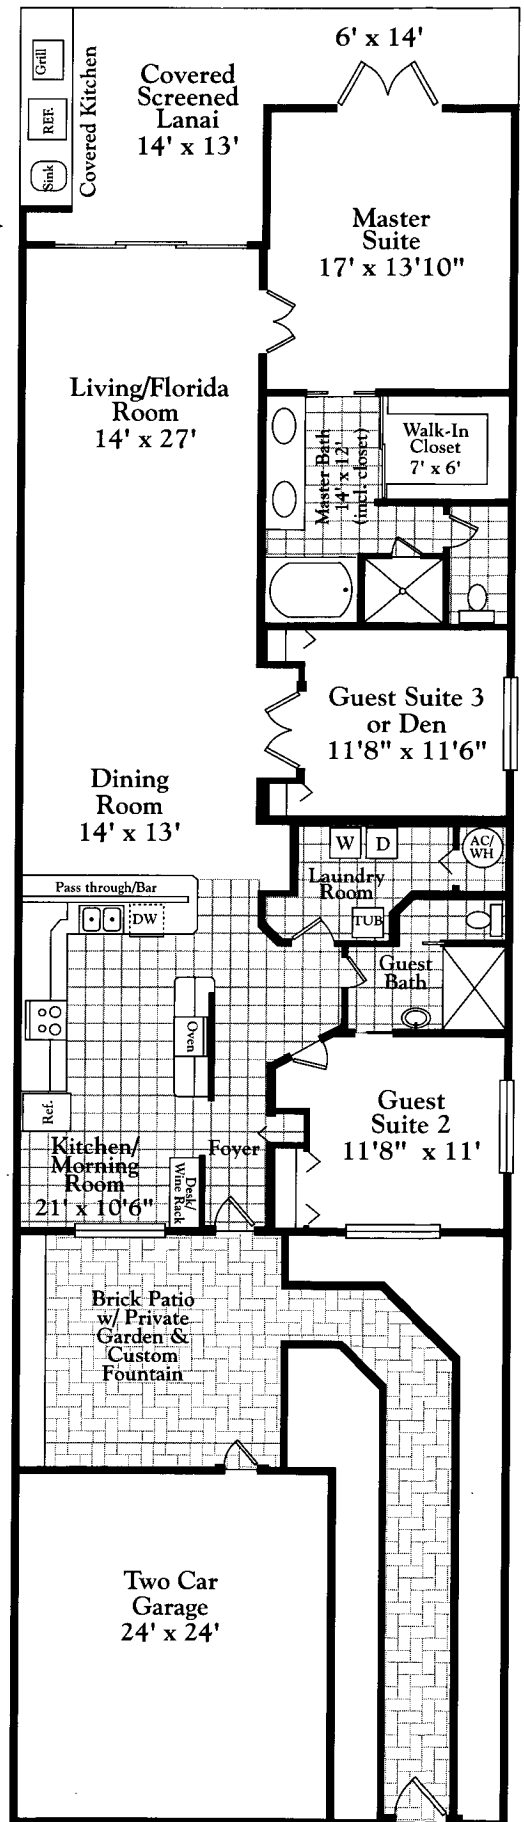 6' x 14'
Grill
REF.
Sink
Covered Kitchen
Covered
Screened
Lanai
14' x 13'
Master
Suite
17' x 13'10"
Living/Florida
Room
14' x 27'
Master Bath
14' x 12'
(incl. closet)
Walk-In
Closet
7' x 6'
Guest Suite 3
or Den
11'8" x 11'6"
Dining
Room
14' x 13'
W
D
AC/
WH
Laundry
Room
TUB
Pass through/Bar
DW
Guest
Bath
Oven
Ref.
Guest
Suite 2
11'8" x 11'
Kitchen/
Morning
Room
21' x 10'6"
Foyer
Desk/
Wine Rack
Brick Patio
w/ Private
Garden &
Custom
Fountain
Two Car
Garage
24' x 24'